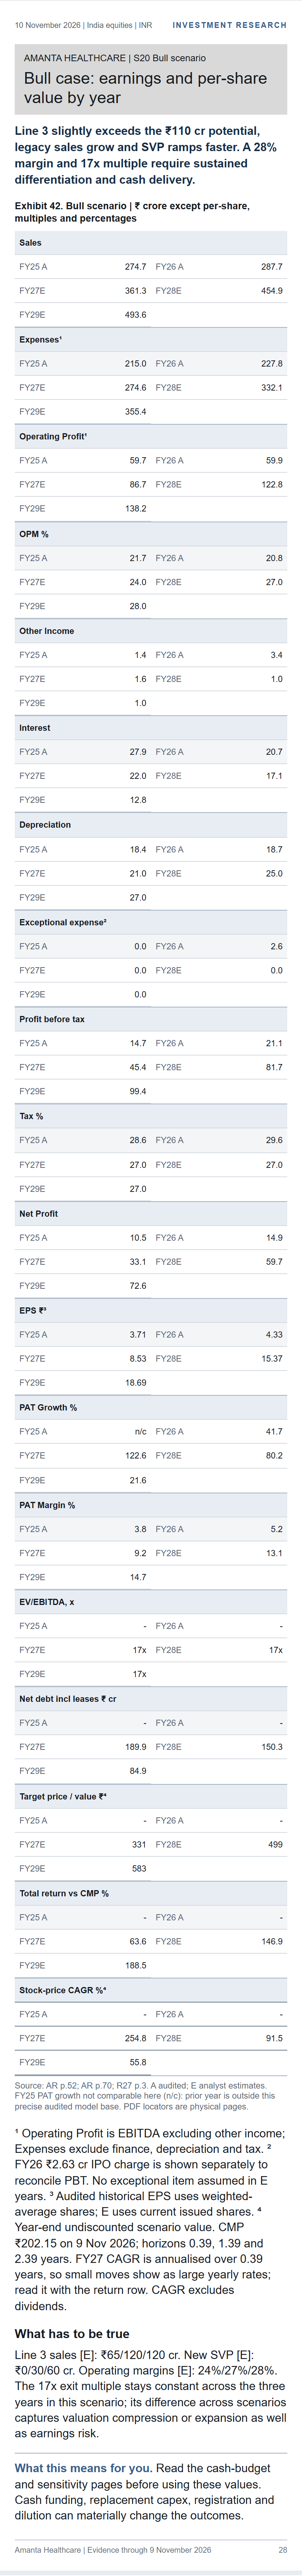 10 November 2026 | India equities | INR
INVESTMENT RESEARCH
AMANTA HEALTHCARE | S20 Bull scenario
Bull case: earnings and per-share
value by year
Line 3 slightly exceeds the ₹110 cr potential,
legacy sales grow and SVP ramps faster. A 28%
margin and 17x multiple require sustained
differentiation and cash delivery.
Exhibit 42. Bull scenario | ₹ crore except per-share,
multiples and percentages
Sales
FY25 A 274.7 FY26 A 287.7
FY27E 361.3 FY28E 454.9
FY29E 493.6
Expenses¹
FY25 A 215.0 FY26 A 227.8
FY27E 274.6 FY28E 332.1
FY29E 355.4
Operating Profit¹
FY25 A 59.7 FY26 A 59.9
FY27E 86.7 FY28E 122.8
FY29E 138.2
OPM %
FY25 A 21.7 FY26 A 20.8
FY27E 24.0 FY28E 27.0
FY29E 28.0
Other Income
FY25 A 1.4 FY26 A 3.4
FY27E 1.6 FY28E 1.0
FY29E 1.0
Interest
FY25 A 27.9 FY26 A 20.7
FY27E 22.0 FY28E 17.1
FY29E 12.8
Depreciation
FY25 A 18.4 FY26 A 18.7
FY27E 21.0 FY28E 25.0
FY29E 27.0
Exceptional expense²
FY25 A 0.0 FY26 A 2.6
FY27E 0.0 FY28E 0.0
FY29E 0.0
Profit before tax
FY25 A 14.7 FY26 A 21.1
FY27E 45.4 FY28E 81.7
FY29E 99.4
Tax %
FY25 A 28.6 FY26 A 29.6
FY27E 27.0 FY28E 27.0
FY29E 27.0
Net Profit
FY25 A 10.5 FY26 A 14.9
FY27E 33.1 FY28E 59.7
FY29E 72.6
EPS ₹³
FY25 A 3.71 FY26 A 4.33
FY27E 8.53 FY28E 15.37
FY29E 18.69
PAT Growth %
FY25 A n/c FY26 A 41.7
FY27E 122.6 FY28E 80.2
FY29E 21.6
PAT Margin %
FY25 A 3.8 FY26 A 5.2
FY27E 9.2 FY28E 13.1
FY29E 14.7
EV/EBITDA, x
FY25 A - FY26 A -
FY27E 17x FY28E 17x
FY29E 17x
Net debt incl leases ₹ cr
FY25 A - FY26 A -
FY27E 189.9 FY28E 150.3
FY29E 84.9
Target price / value ₹⁴
FY25 A - FY26 A -
FY27E 331 FY28E 499
FY29E 583
Total return vs CMP %
FY25 A - FY26 A -
FY27E 63.6 FY28E 146.9
FY29E 188.5
Stock-price CAGR %⁴
FY25 A - FY26 A -
FY27E 254.8 FY28E 91.5
FY29E 55.8
Source: AR p.52; AR p.70; R27 p.3. A audited; E analyst estimates.
FY25 PAT growth not comparable here (n/c): prior year is outside this
precise audited model base. PDF locators are physical pages.
¹ Operating Profit is EBITDA excluding other income;
Expenses exclude finance, depreciation and tax. ²
FY26 ₹2.63 cr IPO charge is shown separately to
reconcile PBT. No exceptional item assumed in E
years. ³ Audited historical EPS uses weighted-
average shares; E uses current issued shares. ⁴
Year-end undiscounted scenario value. CMP
₹202.15 on 9 Nov 2026; horizons 0.39, 1.39 and
2.39 years. FY27 CAGR is annualised over 0.39
years, so small moves show as large yearly rates;
read it with the return row. CAGR excludes
dividends.
What has to be true
Line 3 sales [E]: ₹65/120/120 cr. New SVP [E]:
₹0/30/60 cr. Operating margins [E]: 24%/27%/28%.
The 17x exit multiple stays constant across the three
years in this scenario; its difference across scenarios
captures valuation compression or expansion as well
as earnings risk.
What this means for you. Read the cash-budget
and sensitivity pages before using these values.
Cash funding, replacement capex, registration and
dilution can materially change the outcomes.
Amanta Healthcare | Evidence through 9 November 2026
28